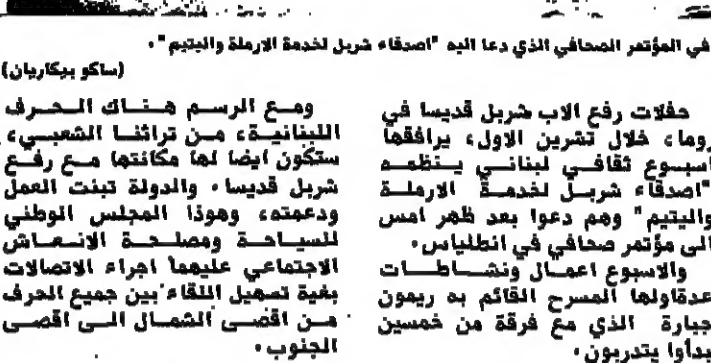 في المؤتمر الصحافي الذي دعا اليه "اصدقاء شربل لخدمة الارملة واليتيم".
(ساكو بيكاريان)
حفلات رفع الاب شربل قديسا في
روما، خلال تشرين الاول، يرافقها
اسبوع ثقافي لبناني ينظمه
"اصدقاء شربل لخدمة الارملة
واليتيم" وهم دعوا بعد ظهر امس
الى مؤتمر صحافي في انطلياس.
والاسبوع اعمال ونشاطات
عدةاولها المسرح القائم به ريمون
جبارة الذي مع فرقة من خمسين
بدأوا يتدربون.
ومع الرسم هناك الحرف
اللبنانية، من تراثنا الشعبي،
ستكون ايضا لها مكانتها مع رفع
شربل قديسا. والدولة تبنت العمل
ودعمته، وهوذا المجلس الوطني
للسياحة ومصلحة الانعاش
الاجتماعي عليهما اجراء الاتصالات
بغية تسهيل اللقاء بين جميع الحرف
من اقصى الشمال الى اقصى
الجنوب.